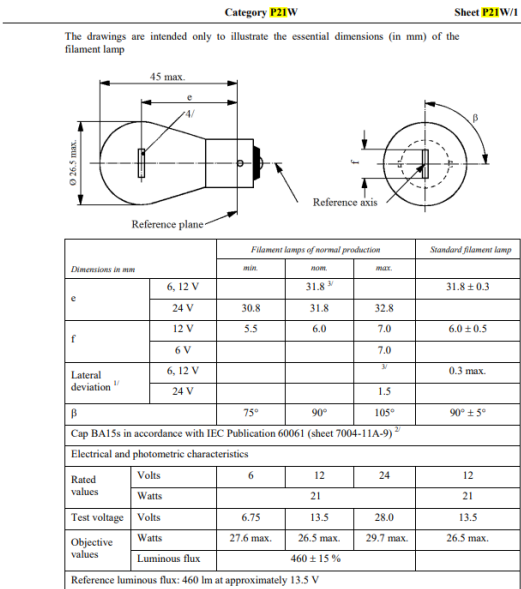 Category P21W Sheet P21W/1
The drawings are intended only to illustrate the essential dimensions (in mm) of the
filament lamp
45 max.
e
4/
Ø 26.5 max.
β
f
Reference axis
Reference plane
Filament lamps of normal production Standard filament lamp
Dimensions in mm min. nom. max.
e 6, 12 V 31.8 3/ 31.8 ± 0.3
24 V 30.8 31.8 32.8
f 12 V 5.5 6.0 7.0 6.0 ± 0.5
6 V 7.0
Lateral deviation 1/ 6, 12 V 3/ 0.3 max.
24 V 1.5
β 75° 90° 105° 90° ± 5°
Cap BA15s in accordance with IEC Publication 60061 (sheet 7004-11A-9) 2/
Electrical and photometric characteristics
Rated values Volts 6 12 24 12
Watts 21 21
Test voltage Volts 6.75 13.5 28.0 13.5
Objective values Watts 27.6 max. 26.5 max. 29.7 max. 26.5 max.
Luminous flux 460 ± 15 %
Reference luminous flux: 460 lm at approximately 13.5 V